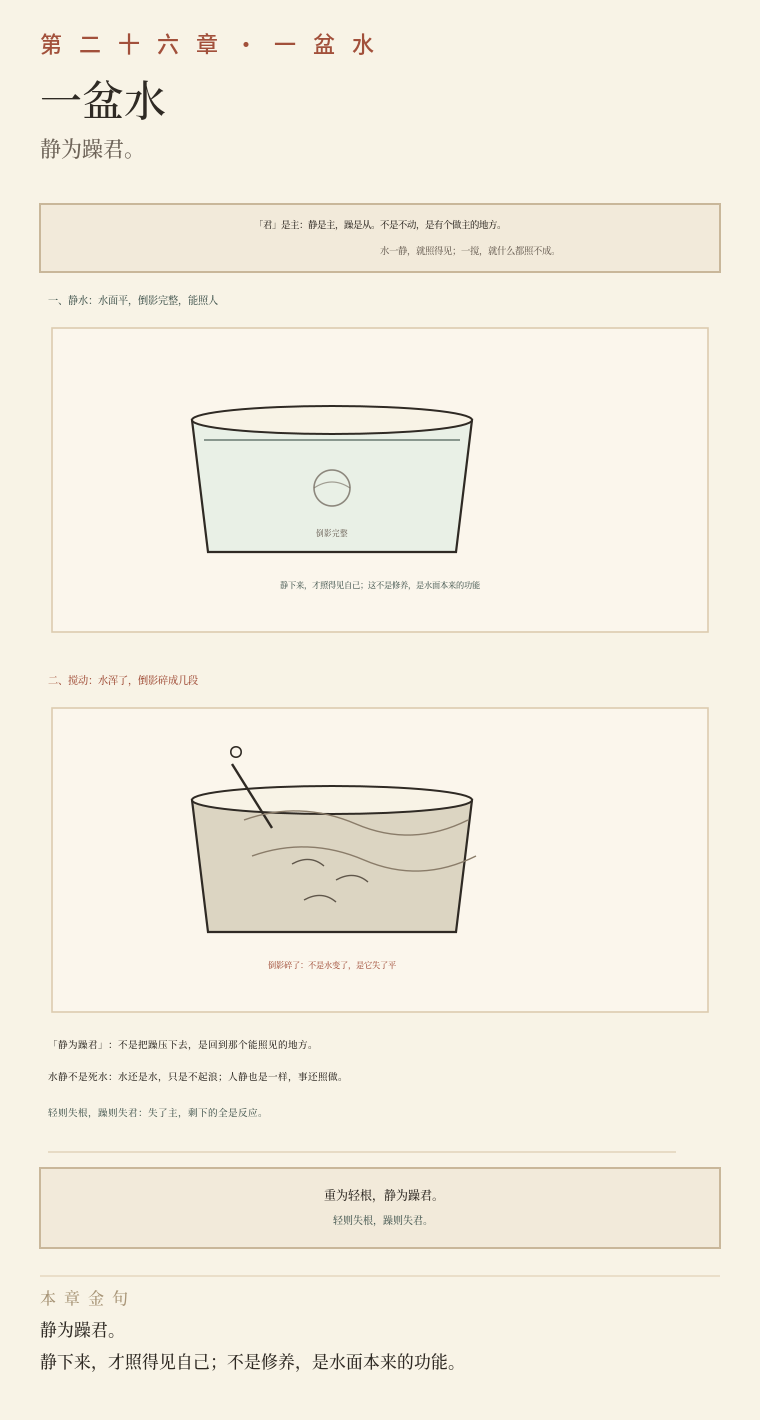 第二十六章·一盆水
一盆水
静为躁君。
「君」是主：静是主，躁是从。不是不动，是有个做主的地方。
水一静，就照得见；一搅，就什么都照不成。
一、静水：水面平，倒影完整，能照人
倒影完整
静下来，才照得见自己；这不是修养，是水面本来的功能
二、搅动：水浑了，倒影碎成几段
倒影碎了：不是水变了，是它失了平
「静为躁君」：不是把躁压下去，是回到那个能照见的地方。
水静不是死水：水还是水，只是不起浪；人静也是一样，事还照做。
轻则失根，躁则失君：失了主，剩下的全是反应。
重为轻根，静为躁君。
轻则失根，躁则失君。
本章金句
静为躁君。
静下来，才照得见自己；不是修养，是水面本来的功能。